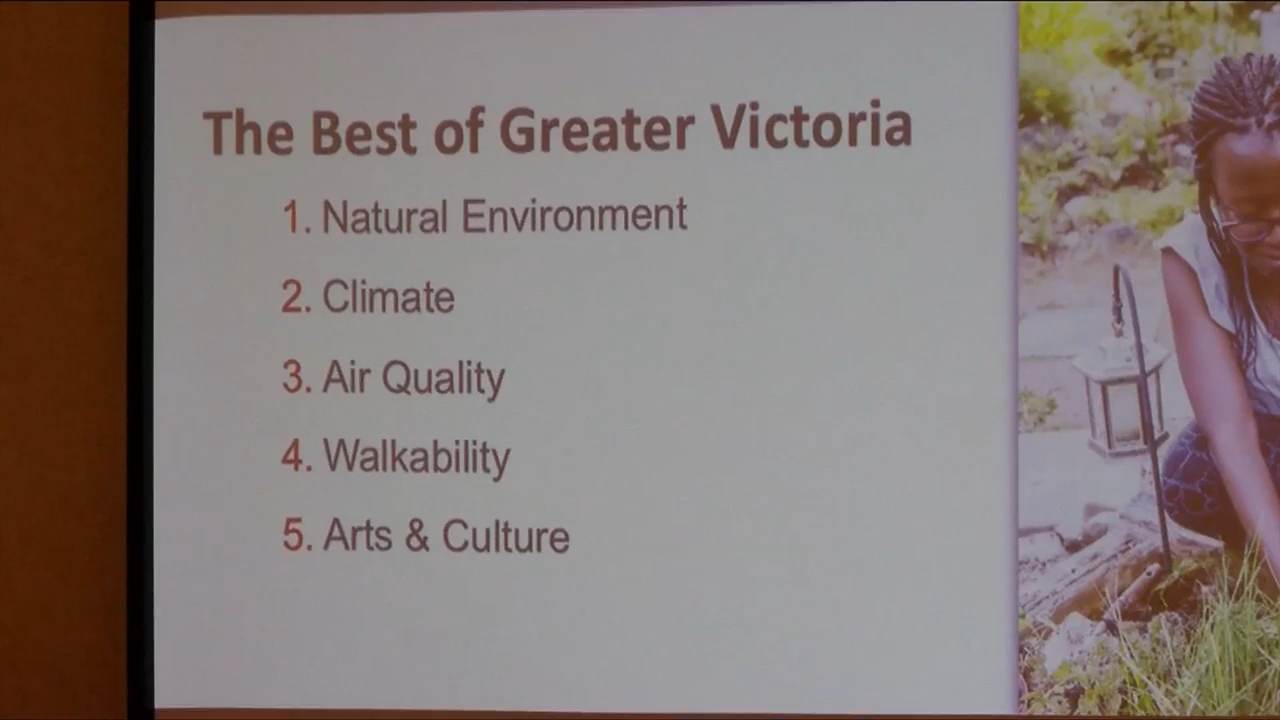 The Best of Greater Victoria
1. Natural Environment
2. Climate
3. Air Quality
4. Walkability
5. Arts & Culture